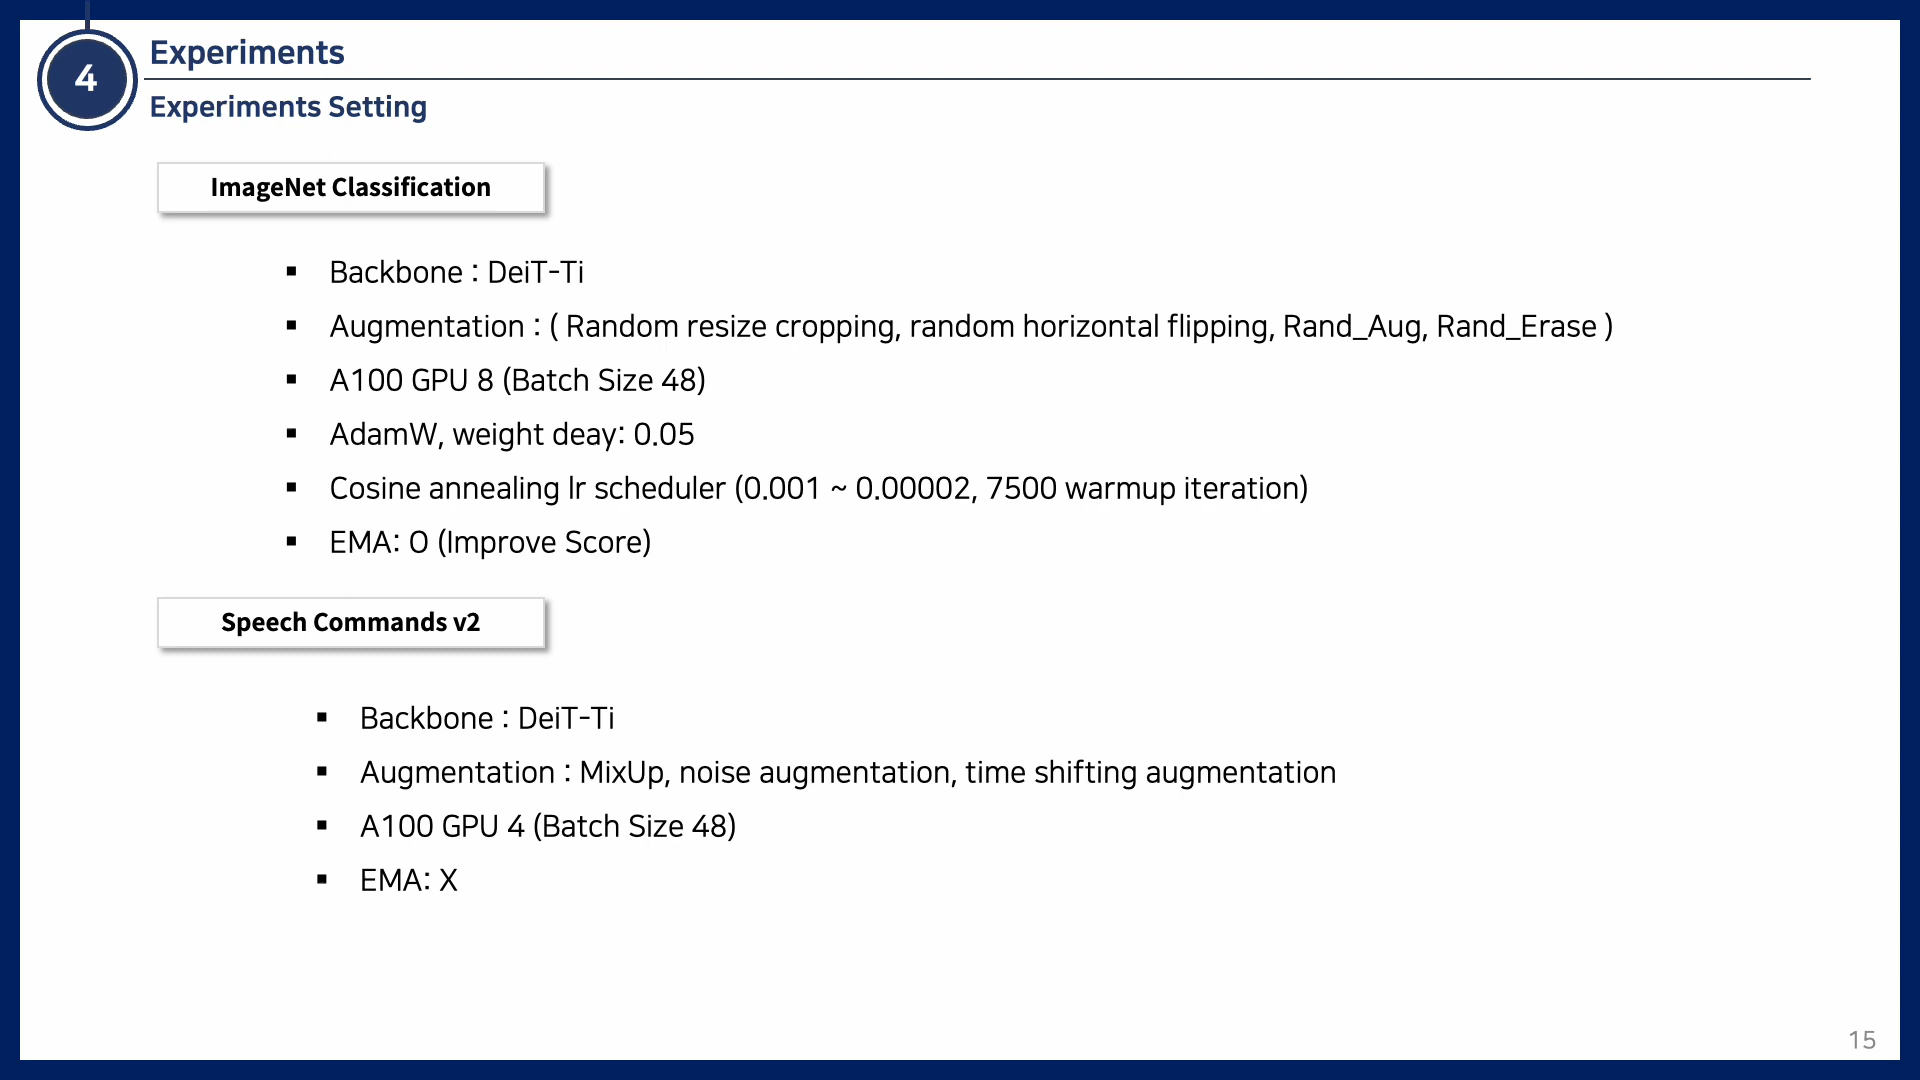 4
Experiments
Experiments Setting
ImageNet Classification
▪ Backbone : DeiT-Ti
▪ Augmentation : ( Random resize cropping, random horizontal flipping, Rand_Aug, Rand_Erase )
▪ A100 GPU 8 (Batch Size 48)
▪ AdamW, weight deay: 0.05
▪ Cosine annealing lr scheduler (0.001 ~ 0.00002, 7500 warmup iteration)
▪ EMA: O (Improve Score)
Speech Commands v2
▪ Backbone : DeiT-Ti
▪ Augmentation : MixUp, noise augmentation, time shifting augmentation
▪ A100 GPU 4 (Batch Size 48)
▪ EMA: X
15